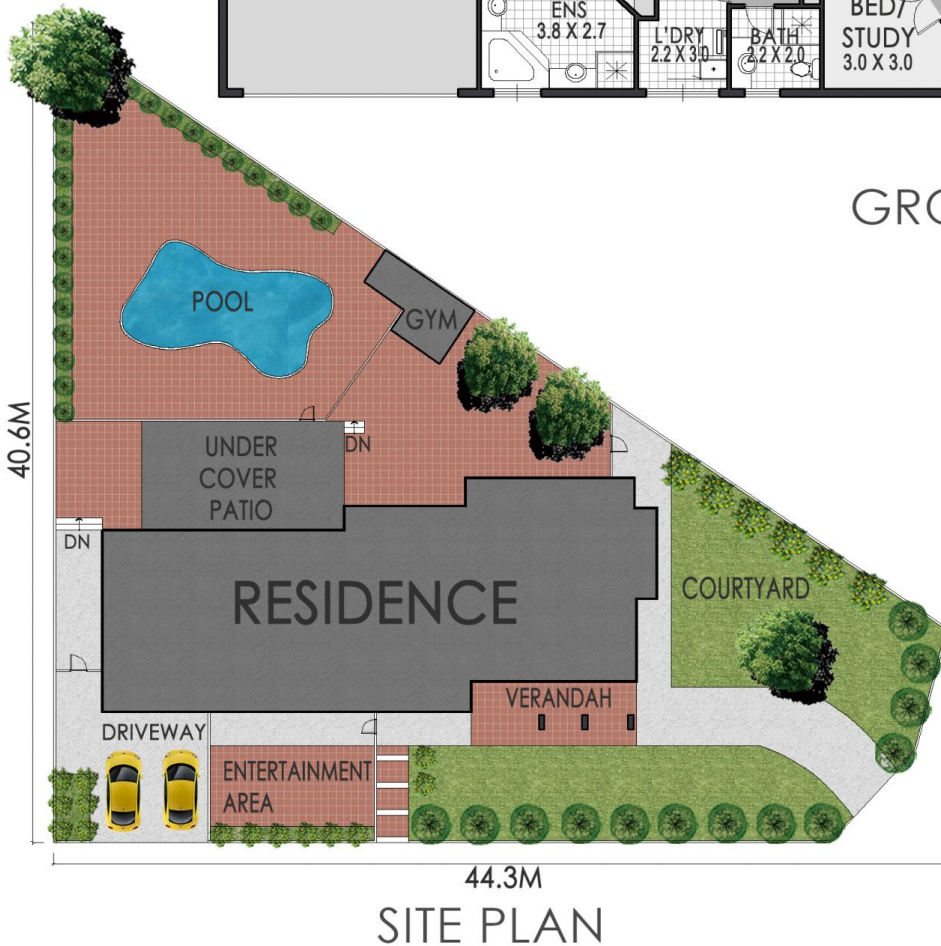 ENS
3.8 X 2.7
L'DRY
2.2 X 3.0
BATH
2.2 X 2.0
BED/
STUDY
3.0 X 3.0
POOL
GYM
40.6M
UNDER
COVER
PATIO
DN
DN
RESIDENCE
COURTYARD
VERANDAH
DRIVEWAY
ENTERTAINMENT
AREA
44.3M
SITE PLAN